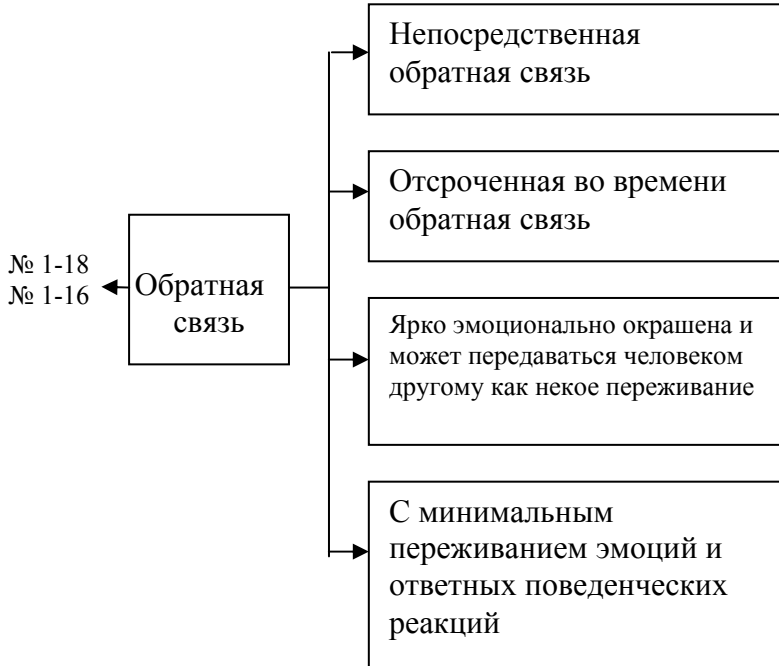 Непосредственная
обратная связь
Отсроченная во времени
обратная связь
№ 1-18
№ 1-16
Обратная
связь
Ярко эмоционально окрашена и
может передаваться человеком
другому как некое переживание
С минимальным
переживанием эмоций и
ответных поведенческих
реакций